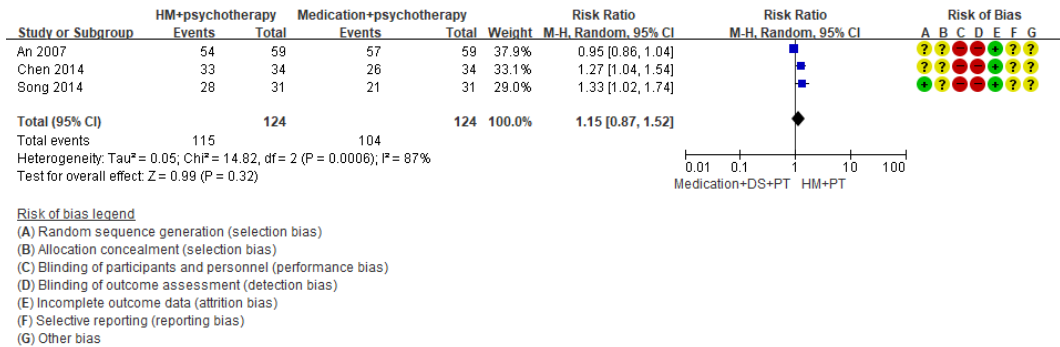 HM+psychotherapy Medication+psychotherapy Risk Ratio Risk Ratio Risk of Bias
Study or Subgroup Events Total Events Total Weight M-H, Random, 95% CI M-H, Random, 95% CI A B C D E F G
An 2007 54 59 57 59 37.9% 0.95 [0.86, 1.04] ? ? − − + ? ?
Chen 2014 33 34 26 34 33.1% 1.27 [1.04, 1.54] ? ? − − + ? ?
Song 2014 28 31 21 31 29.0% 1.33 [1.02, 1.74] + ? − − + ? ?
Total (95% CI) 124 124 100.0% 1.15 [0.87, 1.52]
Total events 115 104
Heterogeneity: Tau² = 0.05; Chi² = 14.82, df = 2 (P = 0.0006); I² = 87%
Test for overall effect: Z = 0.99 (P = 0.32)
0.01 0.1 1 10 100
Medication+DS+PT HM+PT
Risk of bias legend
(A) Random sequence generation (selection bias)
(B) Allocation concealment (selection bias)
(C) Blinding of participants and personnel (performance bias)
(D) Blinding of outcome assessment (detection bias)
(E) Incomplete outcome data (attrition bias)
(F) Selective reporting (reporting bias)
(G) Other bias